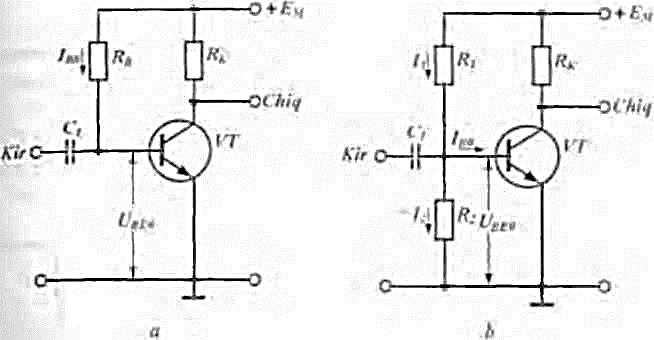 + E_M
I_B0 R_B R_K
Chiq
C_1
Kir
VT
U_BE0
a
+ E_M
I_1 R_1 R_K
Chiq
C_1 I_B0
Kir
VT
I_2 R_2 U_BE0
b